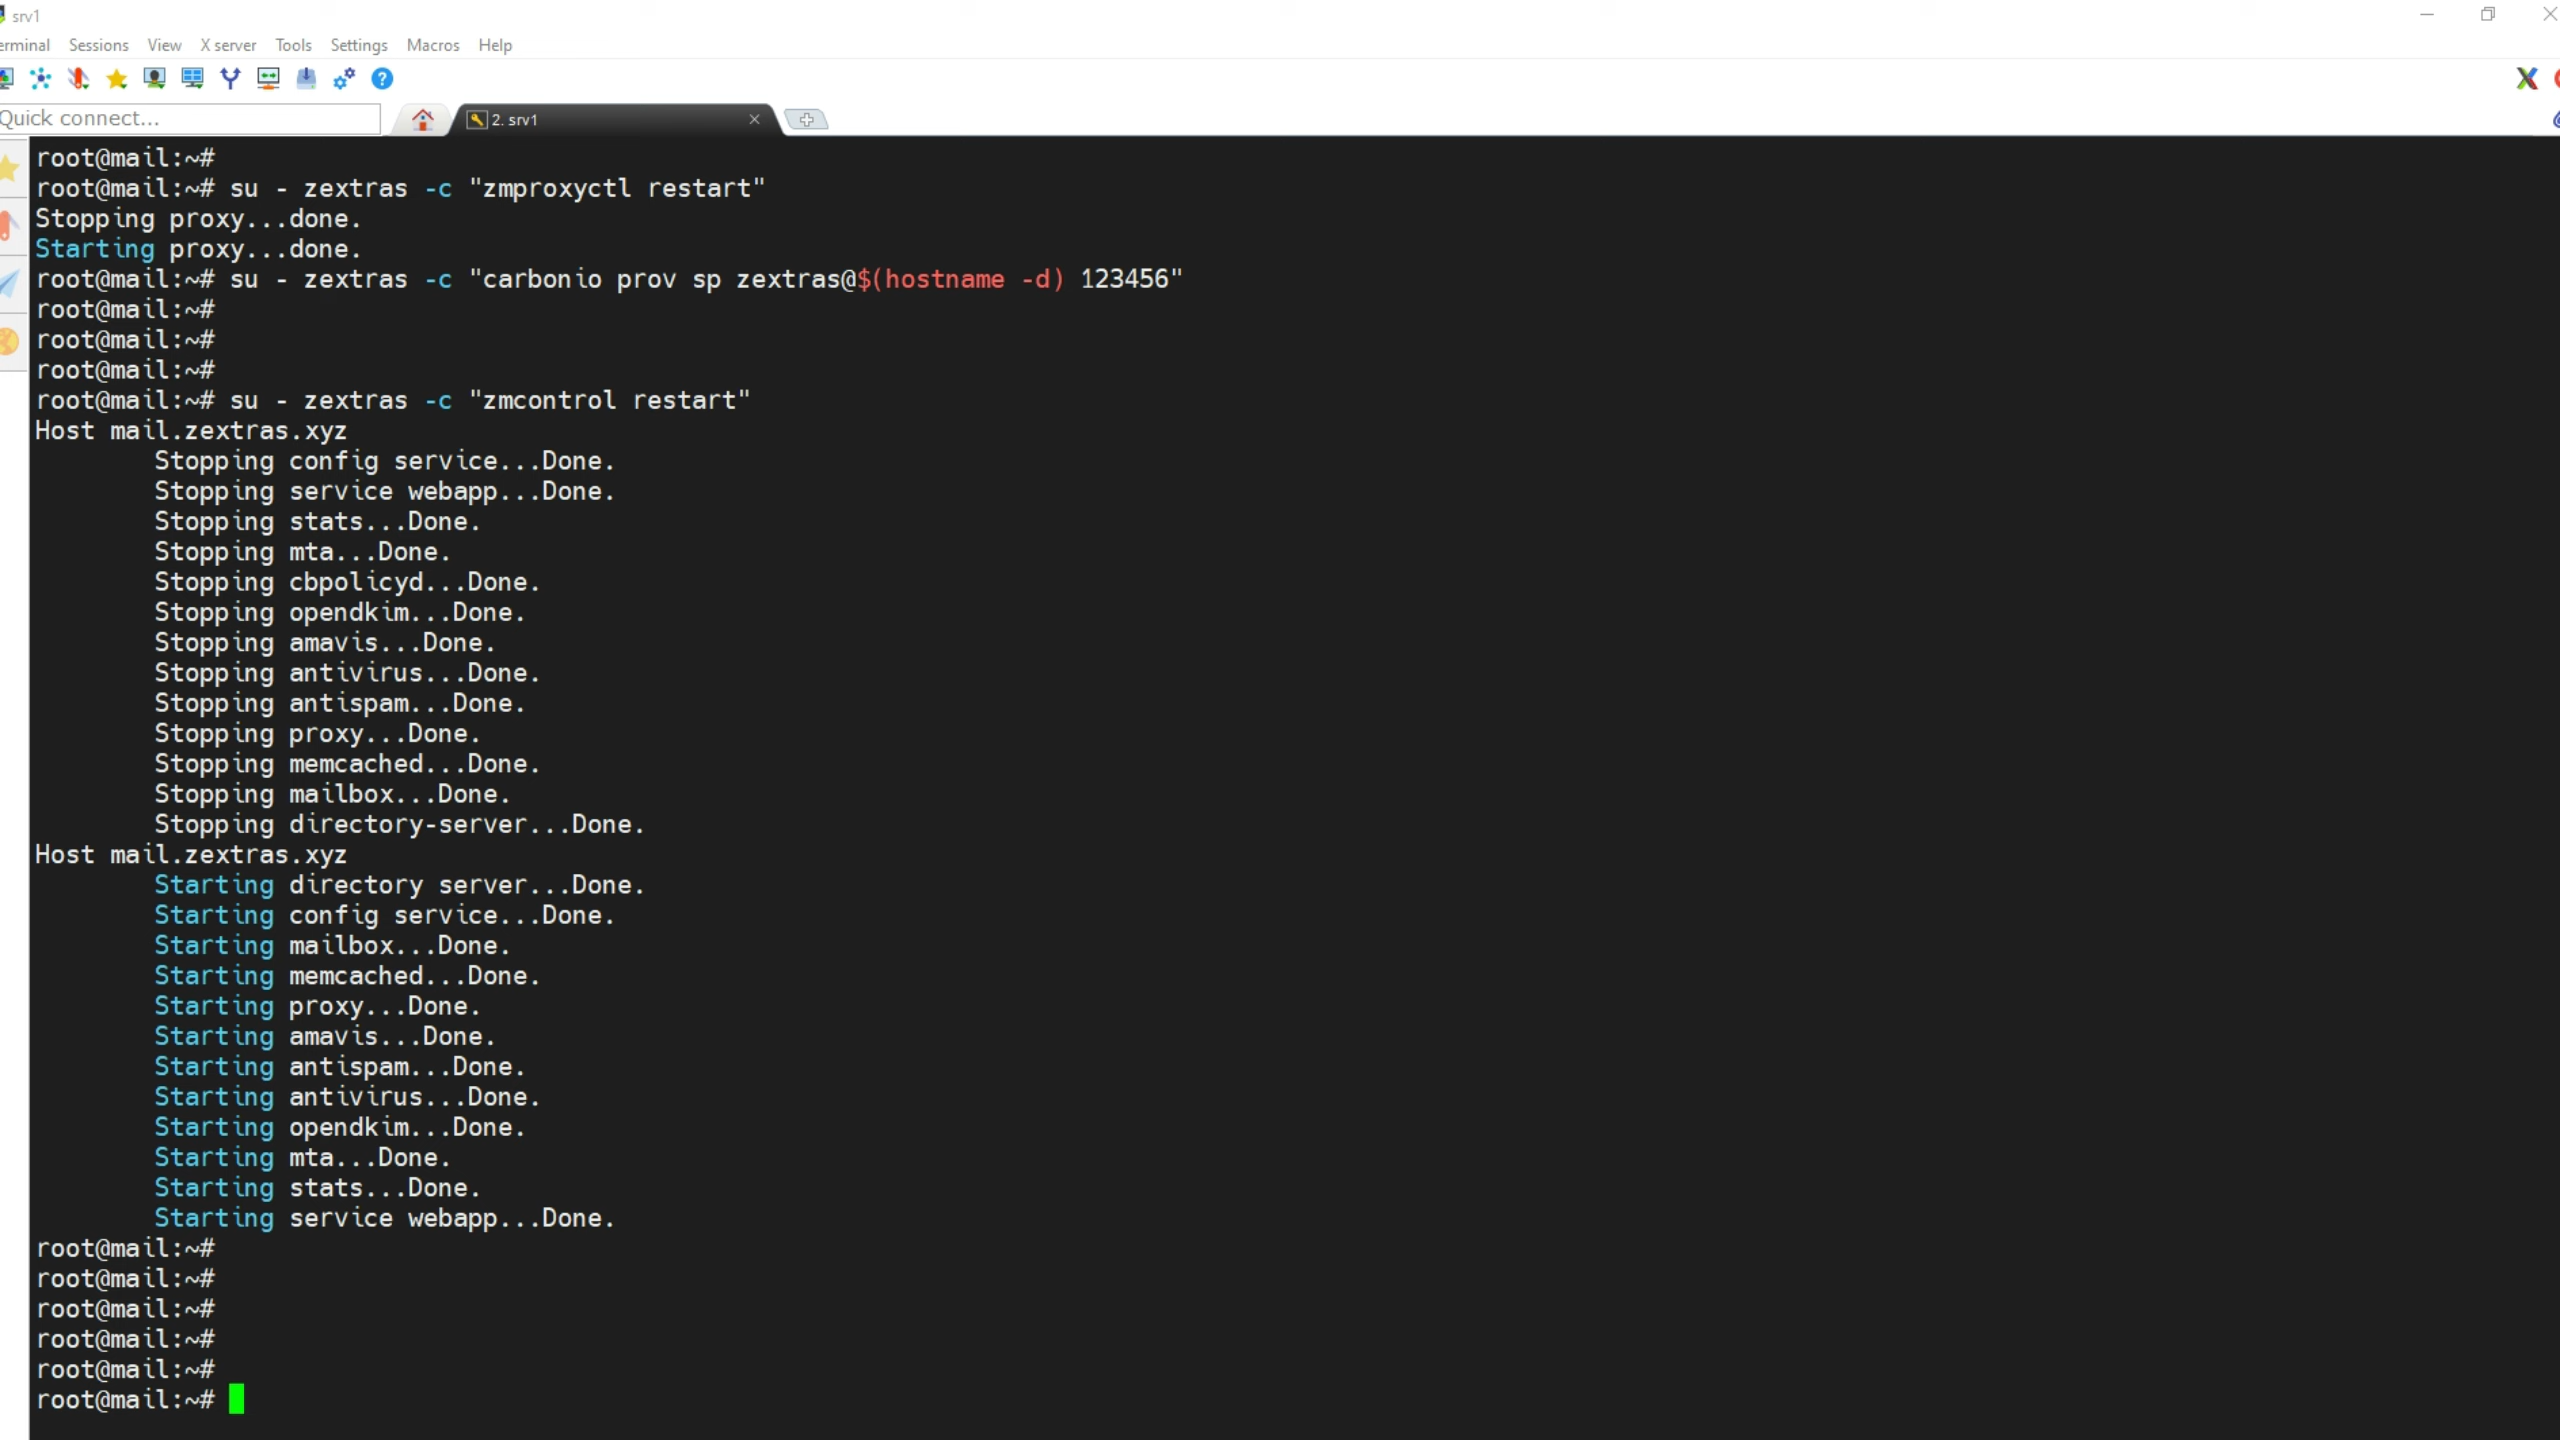 srv1
erminal Sessions View X server Tools Settings Macros Help
Quick connect...
2. srv1
root@mail:~#
root@mail:~# su - zextras -c "zmproxyctl restart"
Stopping proxy...done.
Starting proxy...done.
root@mail:~# su - zextras -c "carbonio prov sp zextras@$(hostname -d) 123456"
root@mail:~#
root@mail:~#
root@mail:~#
root@mail:~# su - zextras -c "zmcontrol restart"
Host mail.zextras.xyz
Stopping config service...Done.
Stopping service webapp...Done.
Stopping stats...Done.
Stopping mta...Done.
Stopping cbpolicyd...Done.
Stopping opendkim...Done.
Stopping amavis...Done.
Stopping antivirus...Done.
Stopping antispam...Done.
Stopping proxy...Done.
Stopping memcached...Done.
Stopping mailbox...Done.
Stopping directory-server...Done.
Host mail.zextras.xyz
Starting directory server...Done.
Starting config service...Done.
Starting mailbox...Done.
Starting memcached...Done.
Starting proxy...Done.
Starting amavis...Done.
Starting antispam...Done.
Starting antivirus...Done.
Starting opendkim...Done.
Starting mta...Done.
Starting stats...Done.
Starting service webapp...Done.
root@mail:~#
root@mail:~#
root@mail:~#
root@mail:~#
root@mail:~#
root@mail:~#